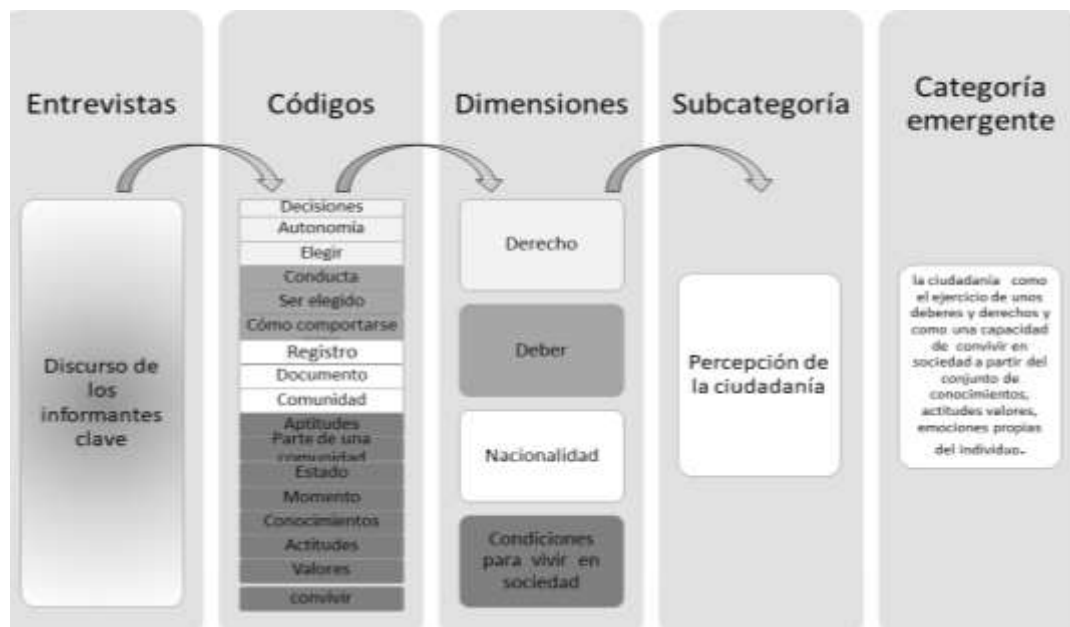 Entrevistas
Discurso de
los
informantes
clave
Códigos
Decisiones
Autonomía
Elegir
Conducta
Ser elegido
Cómo comportarse
Registro
Documento
Comunidad
Aptitudes
Parte de una
comunidad
Estado
Momento
Conocimientos
Actitudes
Valores
convivir
Dimensiones
Derecho
Deber
Nacionalidad
Condiciones
para vivir en
sociedad
Subcategoría
Percepción de
la ciudadanía
Categoría
emergente
la ciudadanía como
el ejercicio de unos
deberes y derechos y
como una capacidad
de convivir en
sociedad a partir del
conjunto de
conocimientos,
actitudes valores,
emociones propias
del individuo.